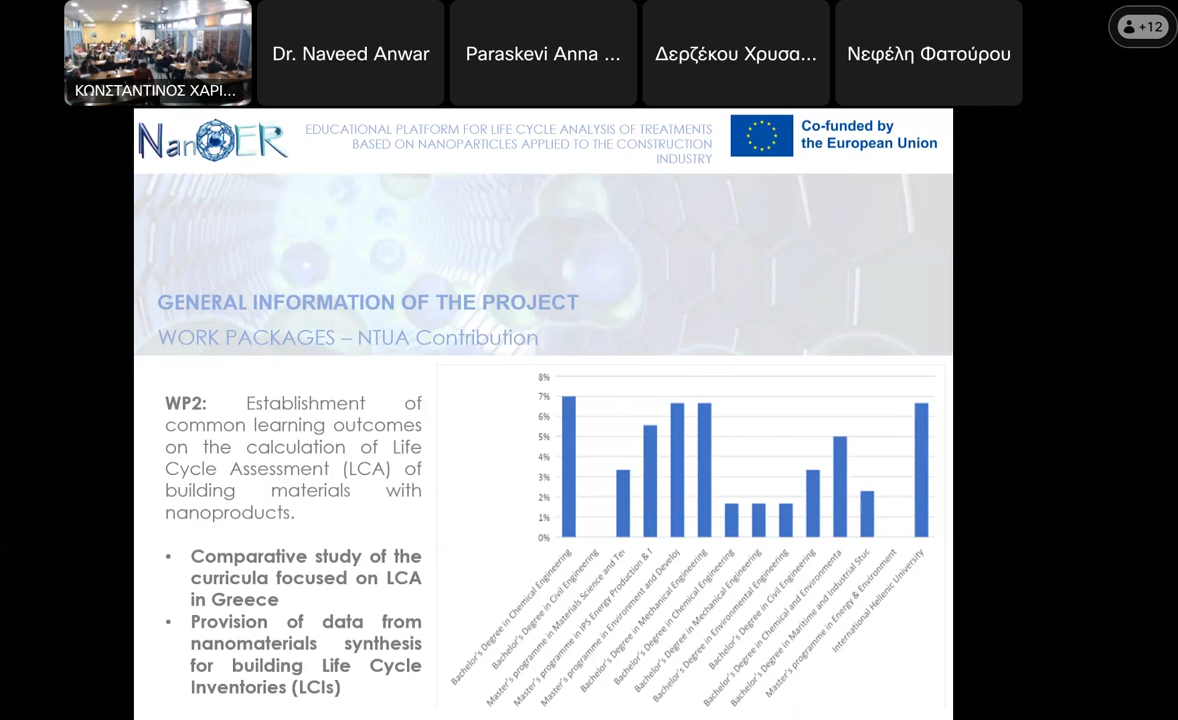 Dr. Naveed Anwar
Paraskevi Anna ...
Δερζέκου Χρυσα...
Νεφέλη Φατούρου
+12
ΚΩΝΣΤΑΝΤΙΝΟΣ ΧΑΡΙ...
NanOER
EDUCATIONAL PLATFORM FOR LIFE CYCLE ANALYSIS OF TREATMENTS
BASED ON NANOPARTICLES APPLIED TO THE CONSTRUCTION
INDUSTRY
Co-funded by
the European Union
GENERAL INFORMATION OF THE PROJECT
WORK PACKAGES – NTUA Contribution
WP2: Establishment of
common learning outcomes
on the calculation of Life
Cycle Assessment (LCA) of
building materials with
nanoproducts.
• Comparative study of the
curricula focused on LCA
in Greece
• Provision of data from
nanomaterials synthesis
for building Life Cycle
Inventories (LCIs)
8%
7%
6%
5%
4%
3%
2%
1%
0%
Bachelor's Degree in Chemical Engineering
Bachelor's Degree in Civil Engineering
Master's programme in Materials Science and Tec
Master's programme in IPS Energy Production &
Master's programme in Environment and Develop
Bachelor's Degree in Mechanical Engineering
Bachelor's Degree in Chemical Engineering
Bachelor's Degree in Mechanical Engineering
Bachelor's Degree in Environmental Engineering
Bachelor's Degree in Civil Engineering
Bachelor's Degree in Chemical and Environmenta
Bachelor's Degree in Maritime and Industrial Stuc
Master's programme in Energy & Environment
International Hellenic University